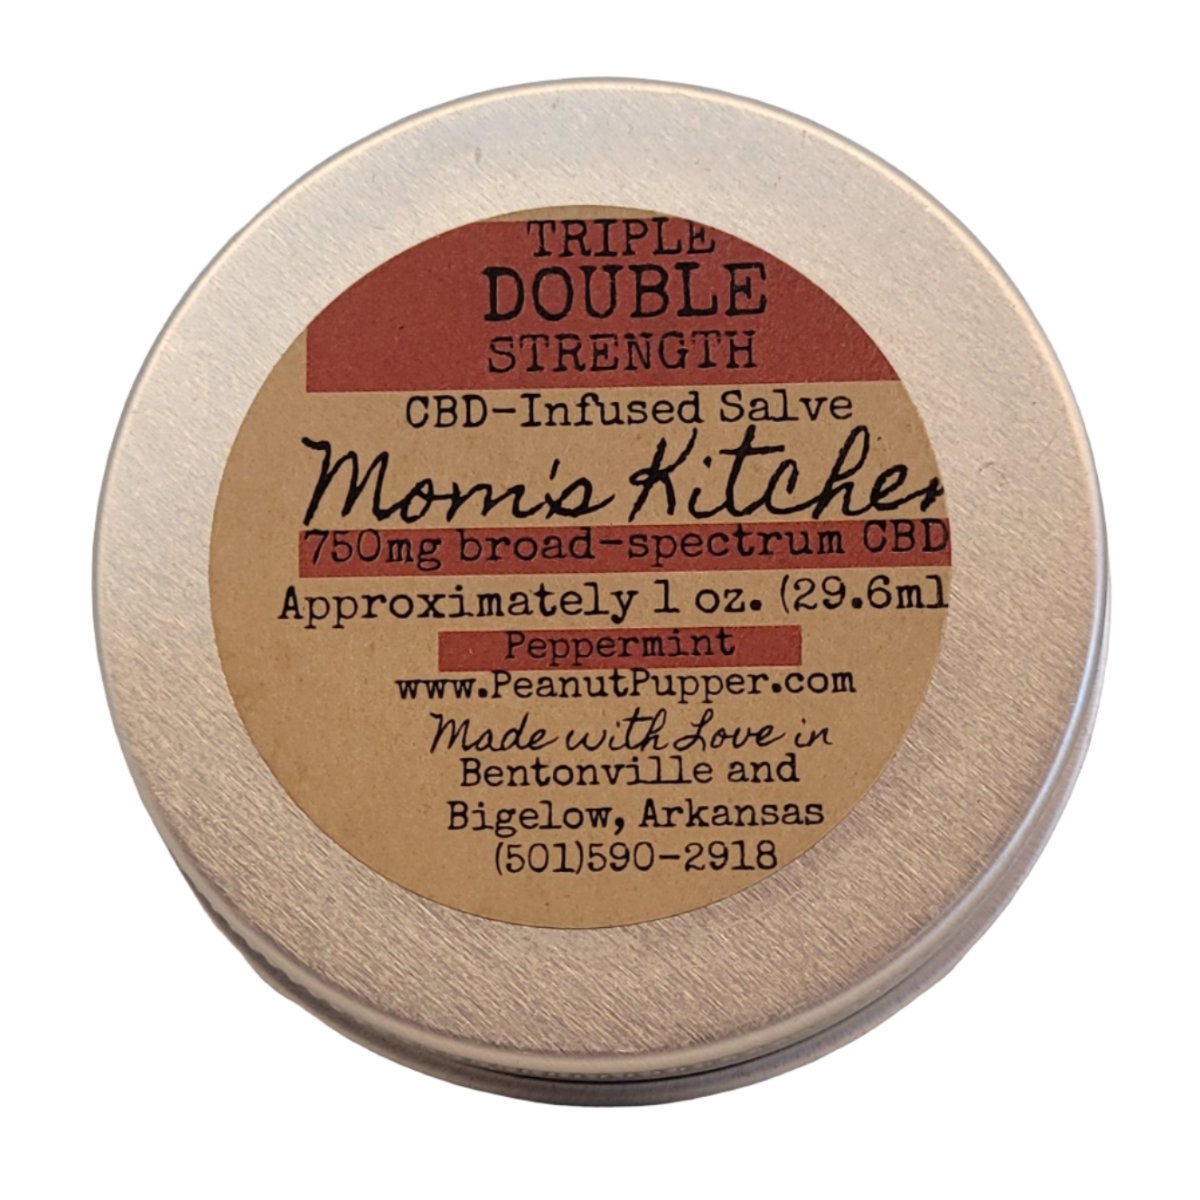 TRIPLE
DOUBLE
STRENGTH
CBD-Infused Salve
Mom's Kitchen
750mg broad-spectrum CBD
Approximately 1 oz. (29.6ml
Peppermint
www.PeanutPupper.com
Made with Love in
Bentonville and
Bigelow, Arkansas
(501)590-2918